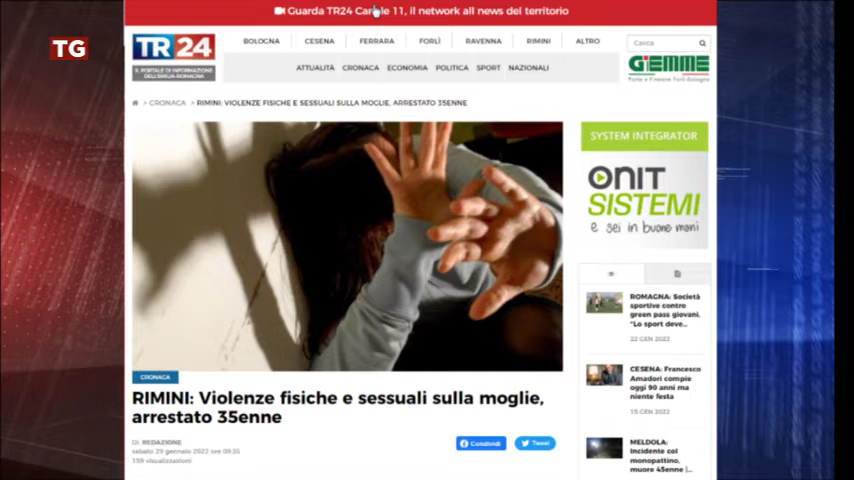 Guarda TR24 Canale 11, il network all news del territorio
TG
TR24
IL PORTALE DI INFORMAZIONE
DELL'EMILIA-ROMAGNA
BOLOGNA CESENA FERRARA FORLÌ RAVENNA RIMINI ALTRO
Cerca
ATTUALITÀ CRONACA ECONOMIA POLITICA SPORT NAZIONALI
GIEMME
Porte e Finestre Forlì-Bologna
> CRONACA > RIMINI: VIOLENZE FISICHE E SESSUALI SULLA MOGLIE, ARRESTATO 35ENNE
SYSTEM INTEGRATOR
ONIT
SISTEMI
e sei in buone mani
CRONACA
RIMINI: Violenze fisiche e sessuali sulla moglie,
arrestato 35enne
Di REDAZIONE
sabato 29 gennaio 2022 ore 09:55
159 visualizzazioni
Condividi
Tweet
ROMAGNA: Società
sportive contro
green pass giovani,
"Lo sport deve...
22 GEN 2022
CESENA: Francesco
Amadori compie
oggi 90 anni ma
niente festa
15 GEN 2022
MELDOLA:
Incidente col
monopattino,
muore 45enne |...